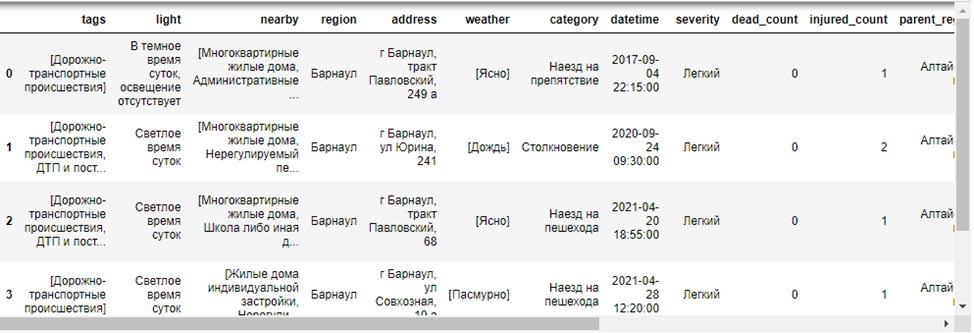 tags light nearby region address weather category datetime severity dead_count injured_count parent_reg
0
[Дорожно-
транспортные
происшествия]
В темное
время
суток,
освещение
отсутствует
[Многоквартирные
жилые дома,
Административные
...
Барнаул
г Барнаул,
тракт
Павловский,
249 а
[Ясно]
Наезд на
препятствие
2017-09-
04
22:15:00
Легкий
0
1
Алтай
1
[Дорожно-
транспортные
происшествия,
ДТП и пост...
Светлое
время
суток
[Многоквартирные
жилые дома,
Нерегулируемый
пе...
Барнаул
г Барнаул,
ул Юрина,
241
[Дождь]
Столкновение
2020-09-
24
09:30:00
Легкий
0
2
Алтай
2
[Дорожно-
транспортные
происшествия,
ДТП и пост...
Светлое
время
суток
[Многоквартирные
жилые дома,
Школа либо иная
д...
Барнаул
г Барнаул,
тракт
Павловский,
68
[Ясно]
Наезд на
пешехода
2021-04-
20
18:55:00
Легкий
0
1
Алтай
3
[Дорожно-
транспортные
происшествия]
Светлое
время
суток
[Жилые дома
индивидуальной
застройки,
Барнаул
г Барнаул,
ул
Совхозная,
[Пасмурно]
Наезд на
пешехода
2021-04-
28
12:20:00
Легкий
0
1
Алтай